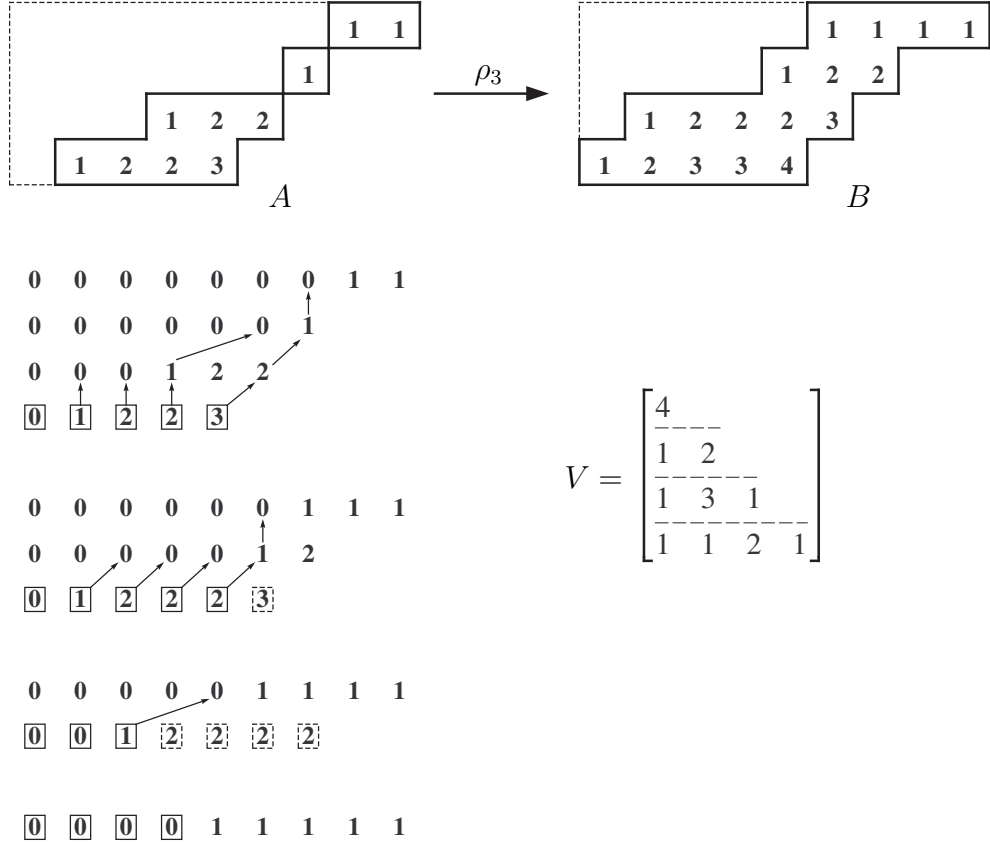 1 1
1
1 2 2
1 2 2 3
A
ρ₃
1 1 1 1
1 2 2
1 2 2 2 3
1 2 3 3 4
B
0 0 0 0 0 0 0 1 1
0 0 0 0 0 0 1
0 0 0 1 2 2
0 1 2 2 3
0 0 0 0 0 0 1 1 1
0 0 0 0 0 1 2
0 1 2 2 2 3
0 0 0 0 0 1 1 1 1
0 0 1 2 2 2 2
0 0 0 0 1 1 1 1 1
V =
4
1 2
1 3 1
1 1 2 1